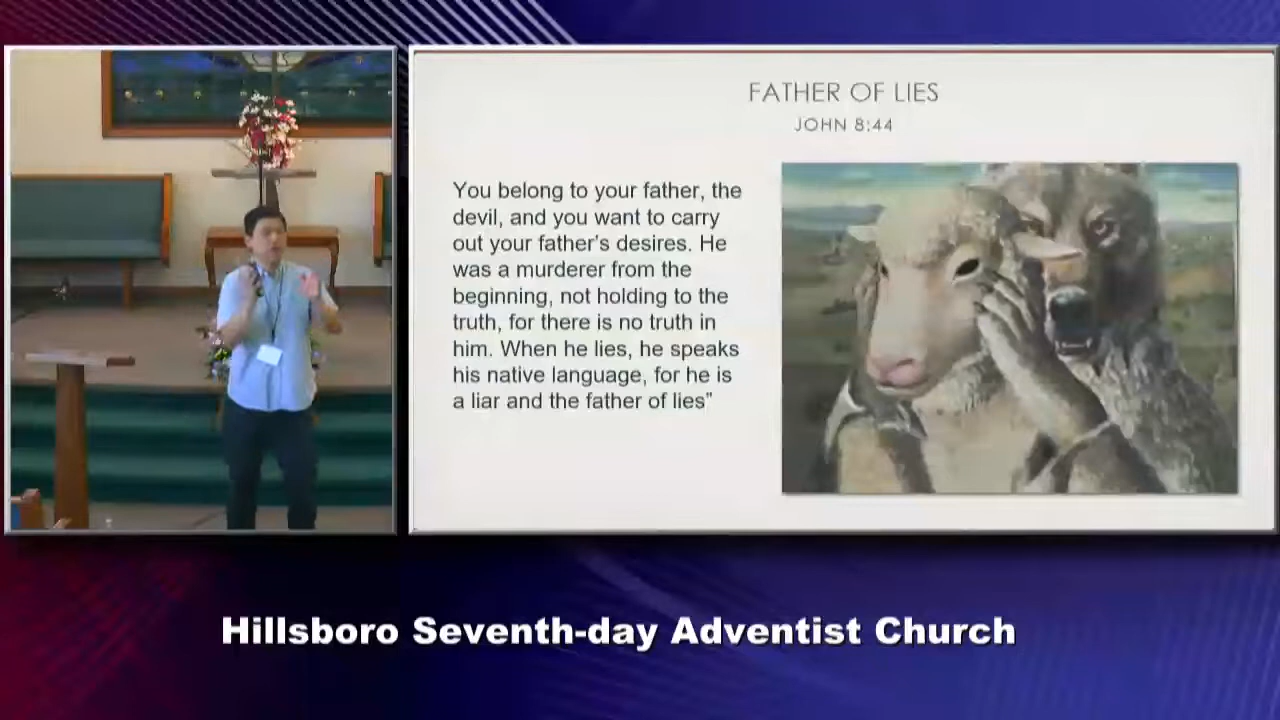 FATHER OF LIES
JOHN 8:44
You belong to your father, the
devil, and you want to carry
out your father's desires. He
was a murderer from the
beginning, not holding to the
truth, for there is no truth in
him. When he lies, he speaks
his native language, for he is
a liar and the father of lies”
Hillsboro Seventh-day Adventist Church